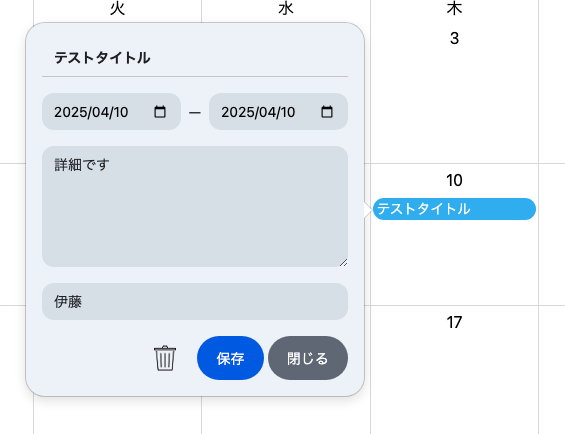 火 水 木
3
テストタイトル
2025/04/10 — 2025/04/10
詳細です
10
テストタイトル
伊藤
17
保存 閉じる